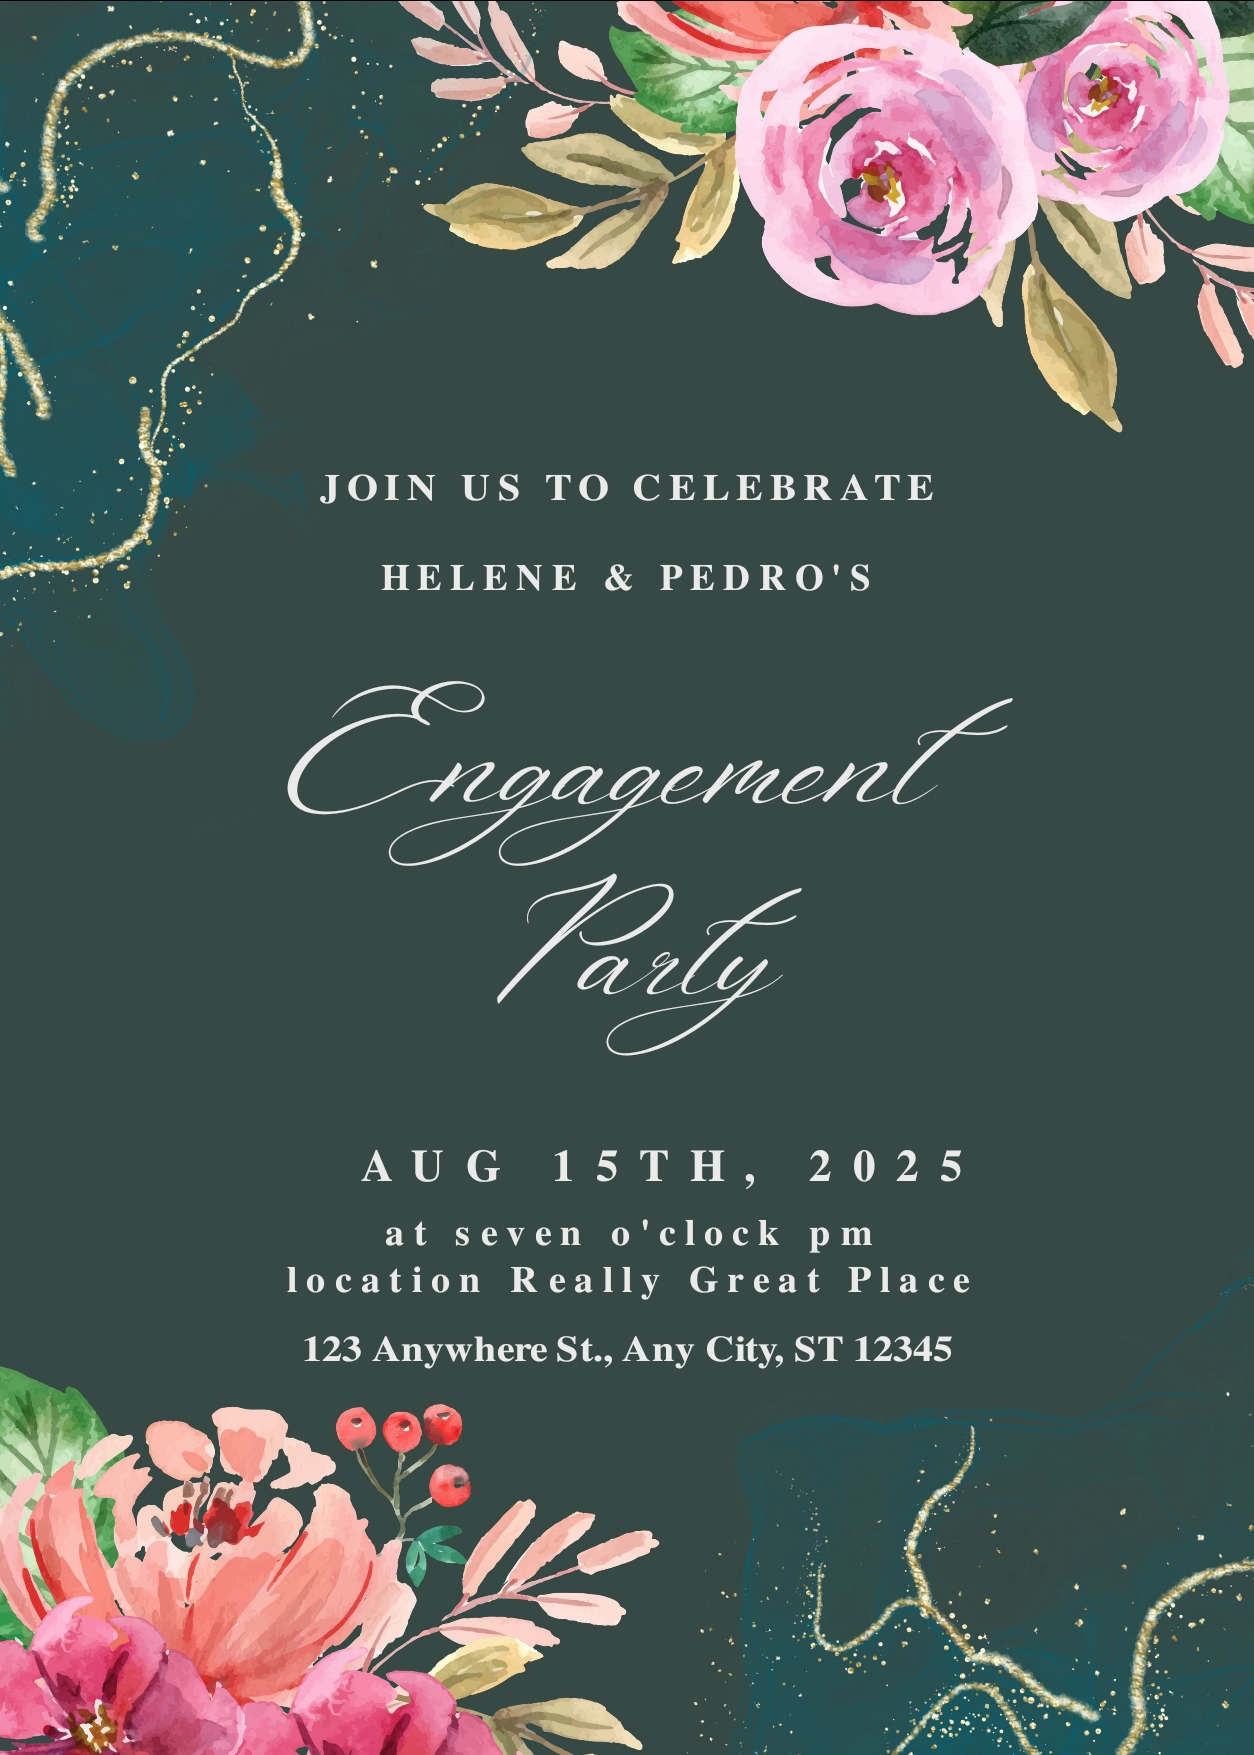 JOIN US TO CELEBRATE
HELENE & PEDRO'S
Engagement
Party
AUG 15TH, 2025
at seven o'clock pm
location Really Great Place
123 Anywhere St., Any City, ST 12345